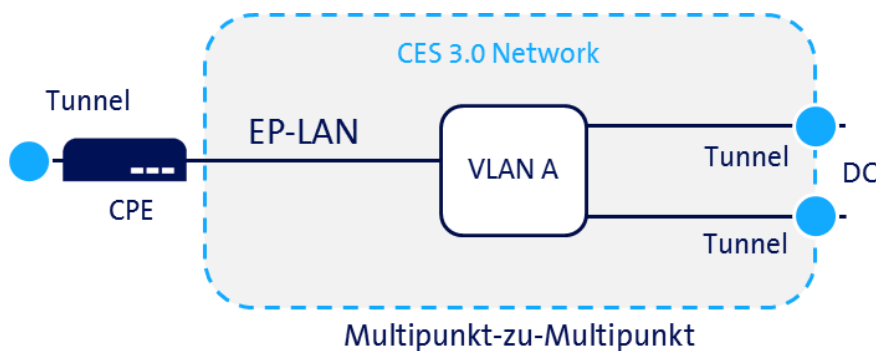 CES 3.0 Network
Tunnel
EP-LAN
CPE
VLAN A
Tunnel
Tunnel
DC
Multipunkt-zu-Multipunkt